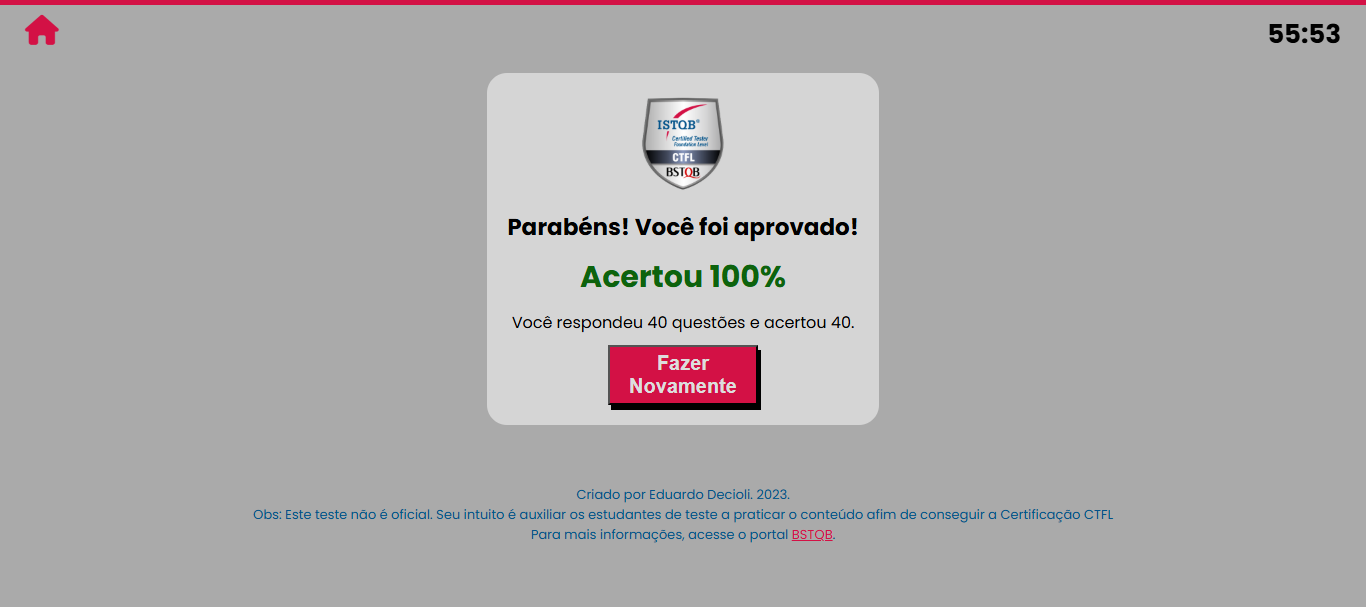 55:53
ISTQB®
Certified Tester
Foundation Level
CTFL
BSTQB
Parabéns! Você foi aprovado!
Acertou 100%
Você respondeu 40 questões e acertou 40.
Fazer
Novamente
Criado por Eduardo Decioli. 2023.
Obs: Este teste não é oficial. Seu intuito é auxiliar os estudantes de teste a praticar o conteúdo afim de conseguir a Certificação CTFL
Para mais informações, acesse o portal BSTQB.